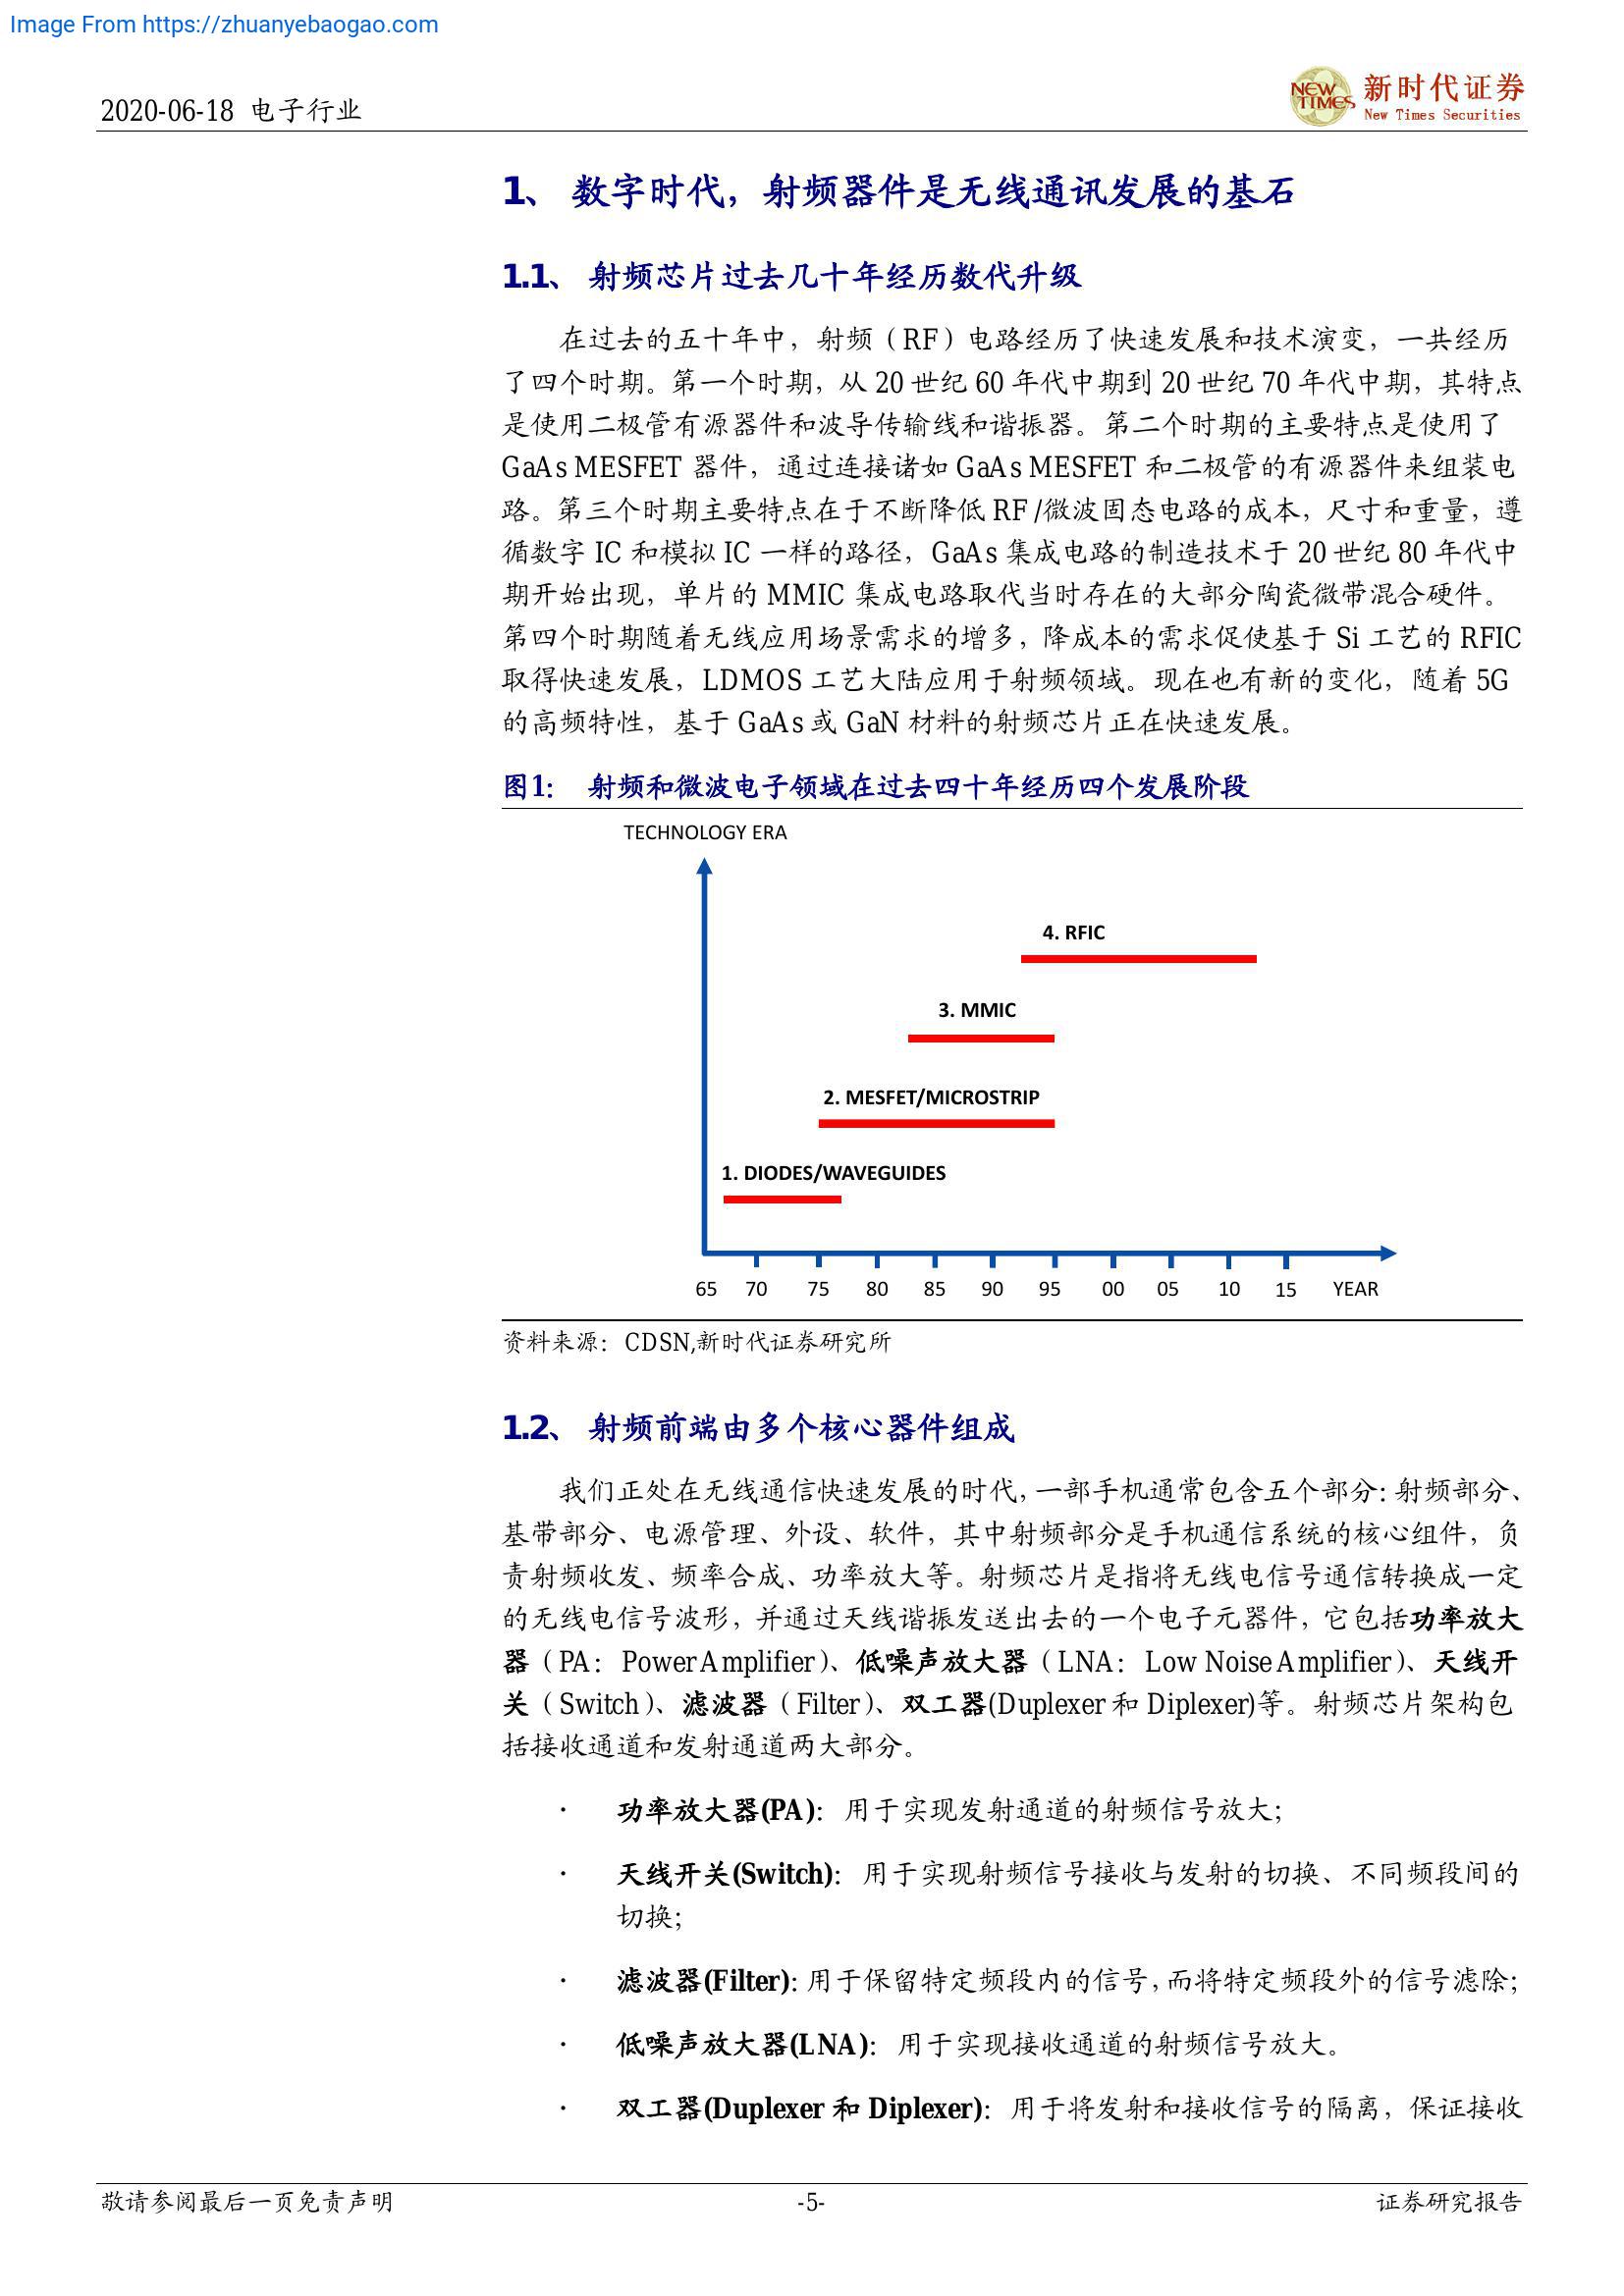 Image From https://zhuanyebaogao.com
2020-06-18 电子行业
NEW TIMES 新时代证券
New Times Securities
1、 数字时代，射频器件是无线通讯发展的基石
1.1、 射频芯片过去几十年经历数代升级
在过去的五十年中，射频（RF）电路经历了快速发展和技术演变，一共经历
了四个时期。第一个时期，从 20 世纪 60 年代中期到 20 世纪 70 年代中期，其特点
是使用二极管有源器件和波导传输线和谐振器。第二个时期的主要特点是使用了
GaAs MESFET 器件，通过连接诸如 GaAs MESFET 和二极管的有源器件来组装电
路。第三个时期主要特点在于不断降低 RF/微波固态电路的成本，尺寸和重量，遵
循数字 IC 和模拟 IC 一样的路径，GaAs 集成电路的制造技术于 20 世纪 80 年代中
期开始出现，单片的 MMIC 集成电路取代当时存在的大部分陶瓷微带混合硬件。
第四个时期随着无线应用场景需求的增多，降成本的需求促使基于 Si 工艺的 RFIC
取得快速发展，LDMOS 工艺大陆应用于射频领域。现在也有新的变化，随着 5G
的高频特性，基于 GaAs 或 GaN 材料的射频芯片正在快速发展。
图1： 射频和微波电子领域在过去四十年经历四个发展阶段
TECHNOLOGY ERA
4. RFIC
3. MMIC
2. MESFET/MICROSTRIP
1. DIODES/WAVEGUIDES
65 70 75 80 85 90 95 00 05 10 15 YEAR
资料来源：CDSN,新时代证券研究所
1.2、 射频前端由多个核心器件组成
我们正处在无线通信快速发展的时代，一部手机通常包含五个部分：射频部分、
基带部分、电源管理、外设、软件，其中射频部分是手机通信系统的核心组件，负
责射频收发、频率合成、功率放大等。射频芯片是指将无线电信号通信转换成一定
的无线电信号波形，并通过天线谐振发送出去的一个电子元器件，它包括功率放大
器（PA：Power Amplifier）、低噪声放大器（LNA：Low Noise Amplifier）、天线开
关（Switch）、滤波器（Filter）、双工器(Duplexer 和 Diplexer)等。射频芯片架构包
括接收通道和发射通道两大部分。
· 功率放大器(PA)：用于实现发射通道的射频信号放大；
· 天线开关(Switch)：用于实现射频信号接收与发射的切换、不同频段间的
切换；
· 滤波器(Filter)：用于保留特定频段内的信号，而将特定频段外的信号滤除；
· 低噪声放大器(LNA)：用于实现接收通道的射频信号放大。
· 双工器(Duplexer 和 Diplexer)：用于将发射和接收信号的隔离，保证接收
敬请参阅最后一页免责声明 -5- 证券研究报告